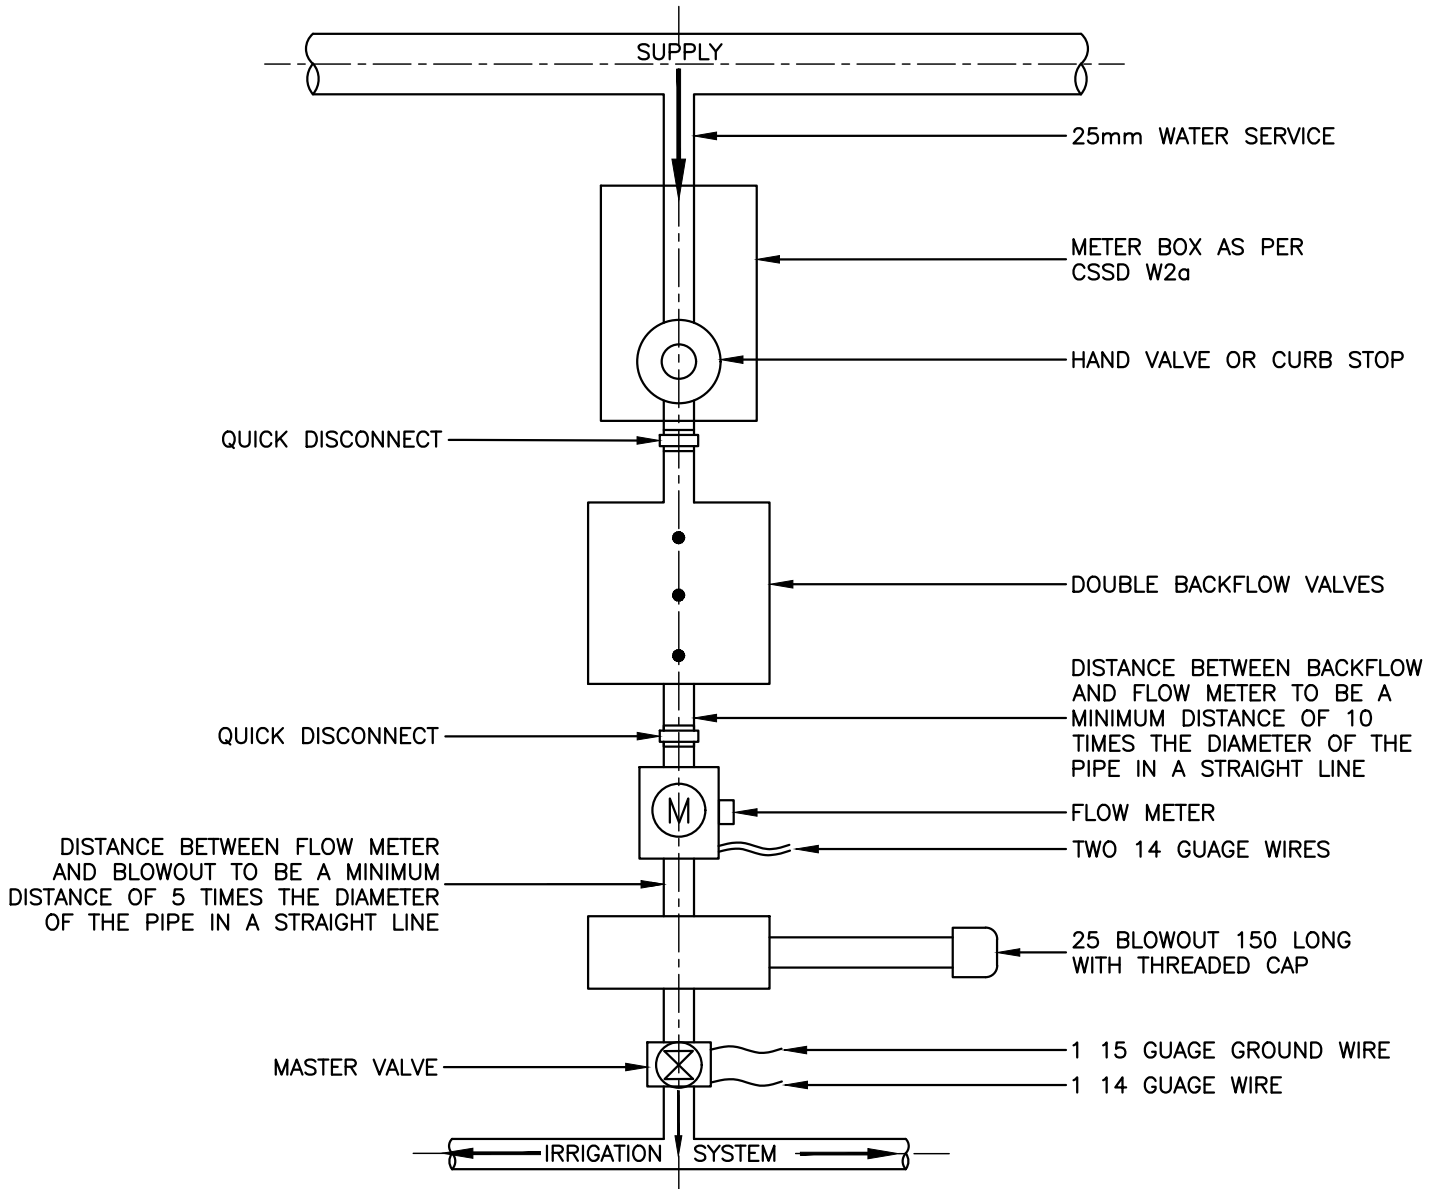 SUPPLY
25mm WATER SERVICE
METER BOX AS PER
CSSD W2a
HAND VALVE OR CURB STOP
QUICK DISCONNECT
DOUBLE BACKFLOW VALVES
DISTANCE BETWEEN BACKFLOW
AND FLOW METER TO BE A
MINIMUM DISTANCE OF 10
TIMES THE DIAMETER OF THE
PIPE IN A STRAIGHT LINE
QUICK DISCONNECT
M
FLOW METER
TWO 14 GUAGE WIRES
DISTANCE BETWEEN FLOW METER
AND BLOWOUT TO BE A MINIMUM
DISTANCE OF 5 TIMES THE DIAMETER
OF THE PIPE IN A STRAIGHT LINE
25 BLOWOUT 150 LONG
WITH THREADED CAP
1 15 GUAGE GROUND WIRE
MASTER VALVE
1 14 GUAGE WIRE
IRRIGATION SYSTEM